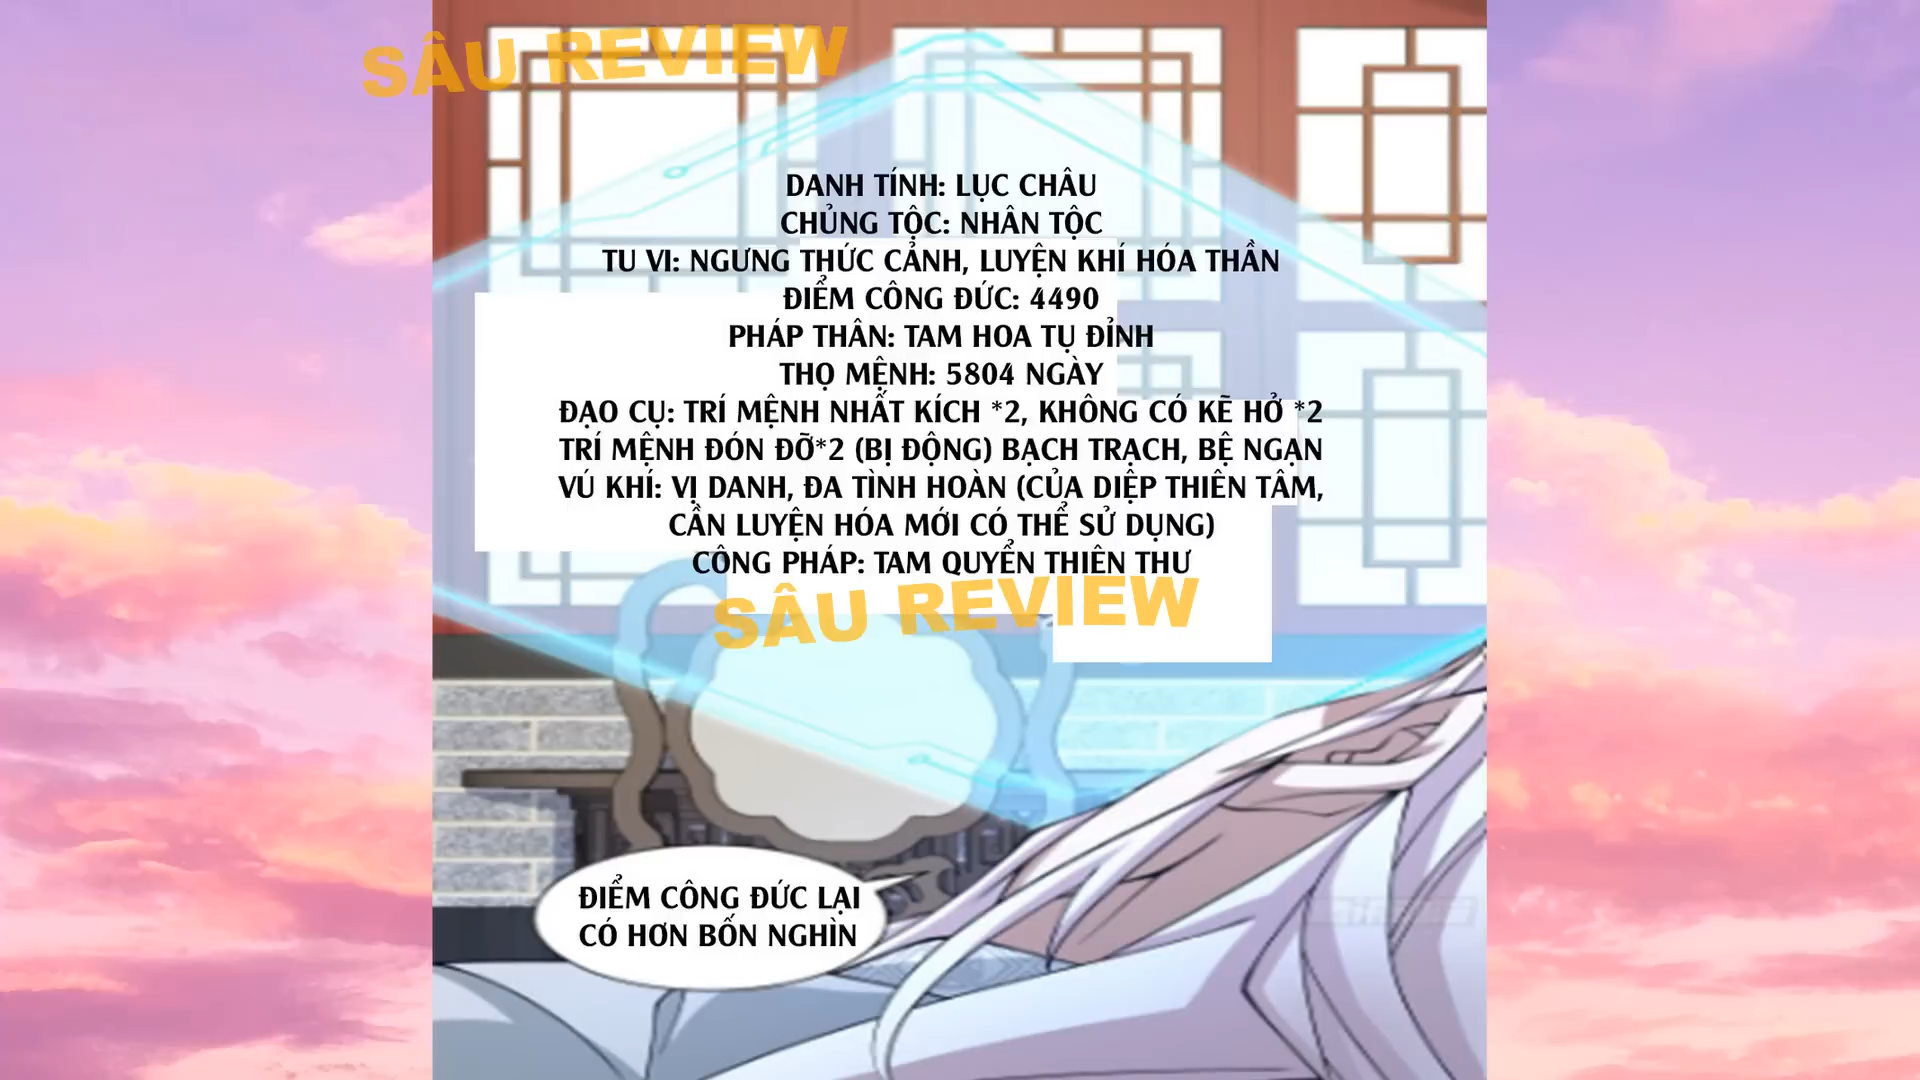 SÂU REVIEW
DANH TÍNH: LỤC CHÂU
CHỦNG TỘC: NHÂN TỘC
TU VI: NGƯNG THỨC CẢNH, LUYỆN KHÍ HÓA THẦN
ĐIỂM CÔNG ĐỨC: 4490
PHÁP THÂN: TAM HOA TỤ ĐỈNH
THỌ MỆNH: 5804 NGÀY
ĐẠO CỤ: TRÍ MỆNH NHẤT KÍCH *2, KHÔNG CÓ KẼ HỞ *2
TRÍ MỆNH ĐÓN ĐỠ*2 (BỊ ĐỘNG) BẠCH TRẠCH, BỆ NGẠN
VÚ KHÍ: VỊ DANH, ĐA TÌNH HOÀN (CỦA DIỆP THIÊN TÂM,
CẦN LUYỆN HÓA MỚI CÓ THỂ SỬ DỤNG)
CÔNG PHÁP: TAM QUYỂN THIÊN THƯ
SÂU REVIEW
ĐIỂM CÔNG ĐỨC LẠI
CÓ HƠN BỐN NGHÌN